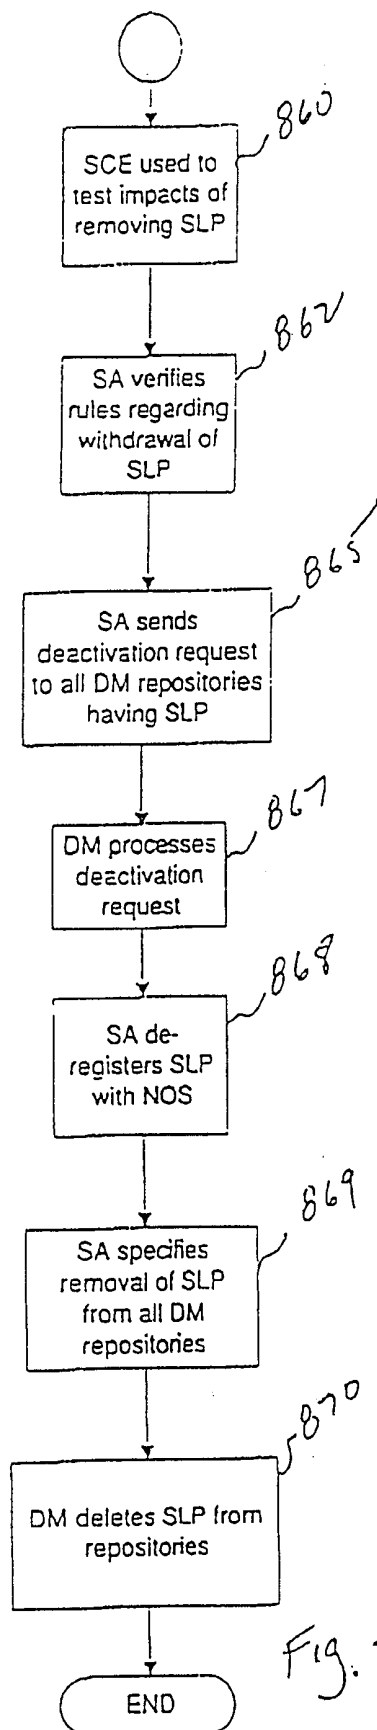 860
SCE used to
test impacts of
removing SLP
862
SA verifies
rules regarding
withdrawal of
SLP
865
SA sends
deactivation request
to all DM repositories
having SLP
867
DM processes
deactivation
request
868
SA de-
registers SLP
with NOS
869
SA specifies
removal of SLP
from all DM
repositories
870
DM deletes SLP from
repositories
Fig.
END